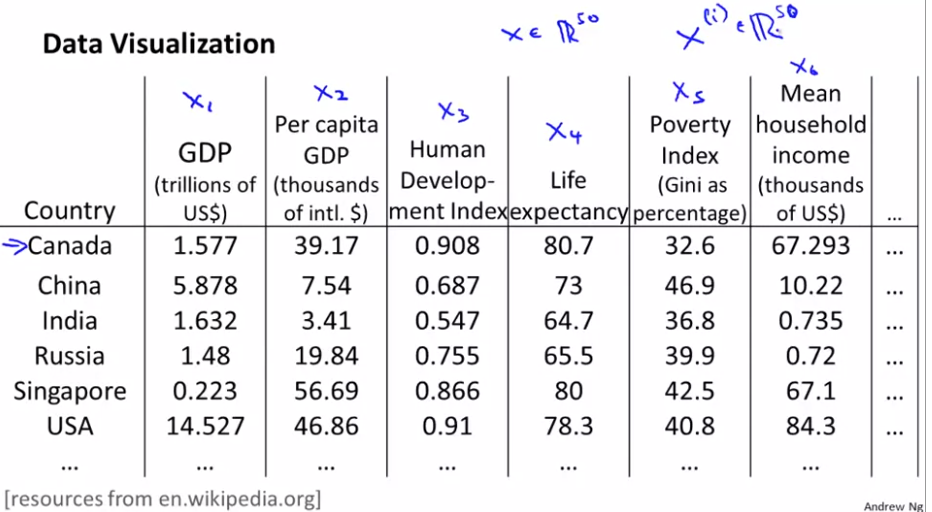 Data Visualization
x ∈ ℝ⁵⁰
x⁽ⁱ⁾ ∈ ℝ⁵⁰
x₁ x₂ x₃ x₄ x₅ x₆
Country
GDP
(trillions of
US$)
Per capita
GDP
(thousands
of intl. $)
Human
Develop-
ment Index
Life
expectancy
Poverty
Index
(Gini as
percentage)
Mean
household
income
(thousands
of US$)
...
→Canada 1.577 39.17 0.908 80.7 32.6 67.293 ...
China 5.878 7.54 0.687 73 46.9 10.22 ...
India 1.632 3.41 0.547 64.7 36.8 0.735 ...
Russia 1.48 19.84 0.755 65.5 39.9 0.72 ...
Singapore 0.223 56.69 0.866 80 42.5 67.1 ...
USA 14.527 46.86 0.91 78.3 40.8 84.3 ...
... ... ... ... ... ... ...
[resources from en.wikipedia.org]
Andrew Ng